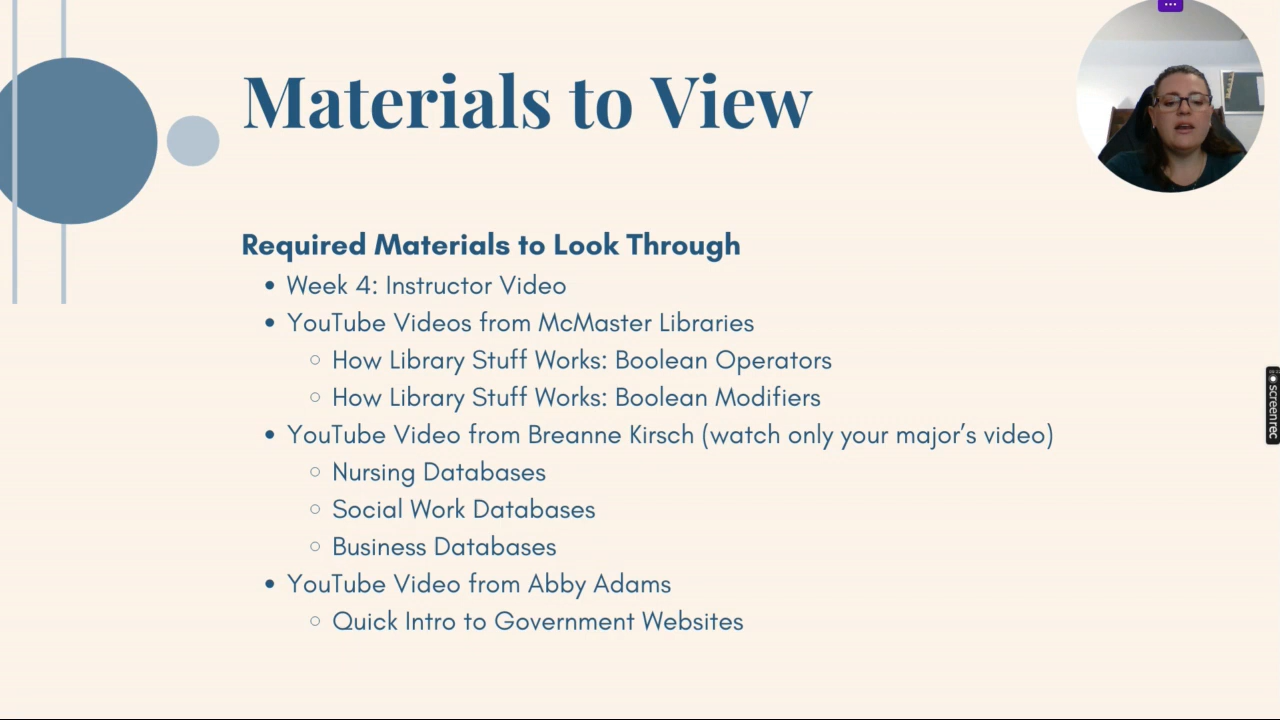 Materials to View
Required Materials to Look Through
Week 4: Instructor Video
YouTube Videos from McMaster Libraries
How Library Stuff Works: Boolean Operators
How Library Stuff Works: Boolean Modifiers
YouTube Video from Breanne Kirsch (watch only your major's video)
Nursing Databases
Social Work Databases
Business Databases
YouTube Video from Abby Adams
Quick Intro to Government Websites
screenrec